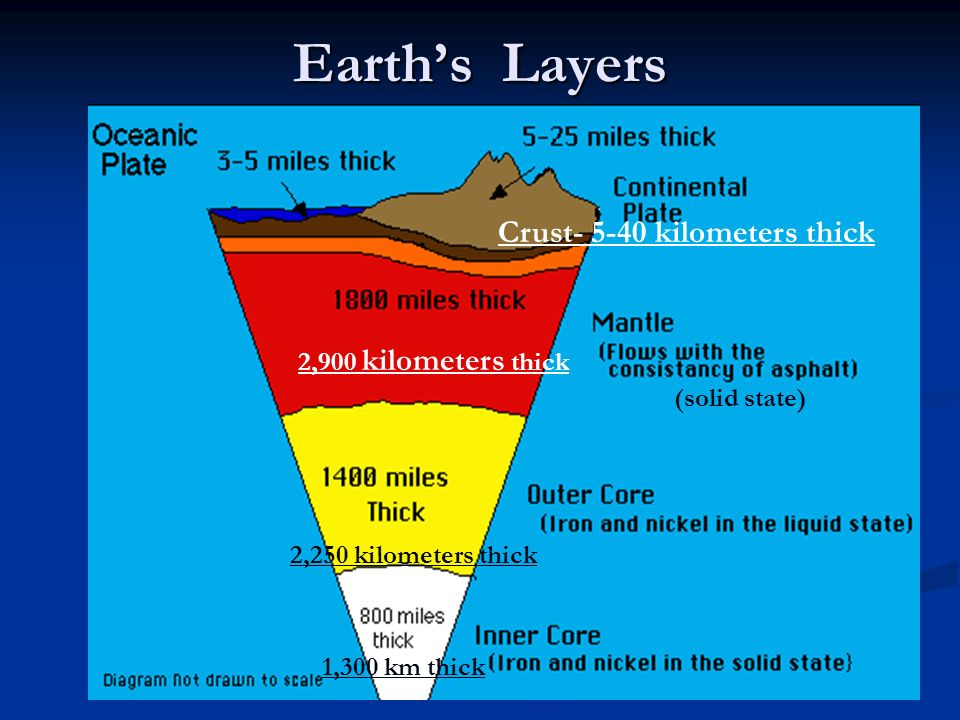 Earth's Layers
Oceanic
Plate
3-5 miles thick
5-25 miles thick
Continental
Plate
Crust- 5-40 kilometers thick
1800 miles thick
2,900 kilometers thick
Mantle
(Flows with the
consistancy of asphalt)
(solid state)
1400 miles
Thick
2,250 kilometers thick
Outer Core
(Iron and nickel in the liquid state)
800 miles
thick
1,300 km thick
Inner Core
(Iron and nickel in the solid state}
Diagram Not drawn to scale